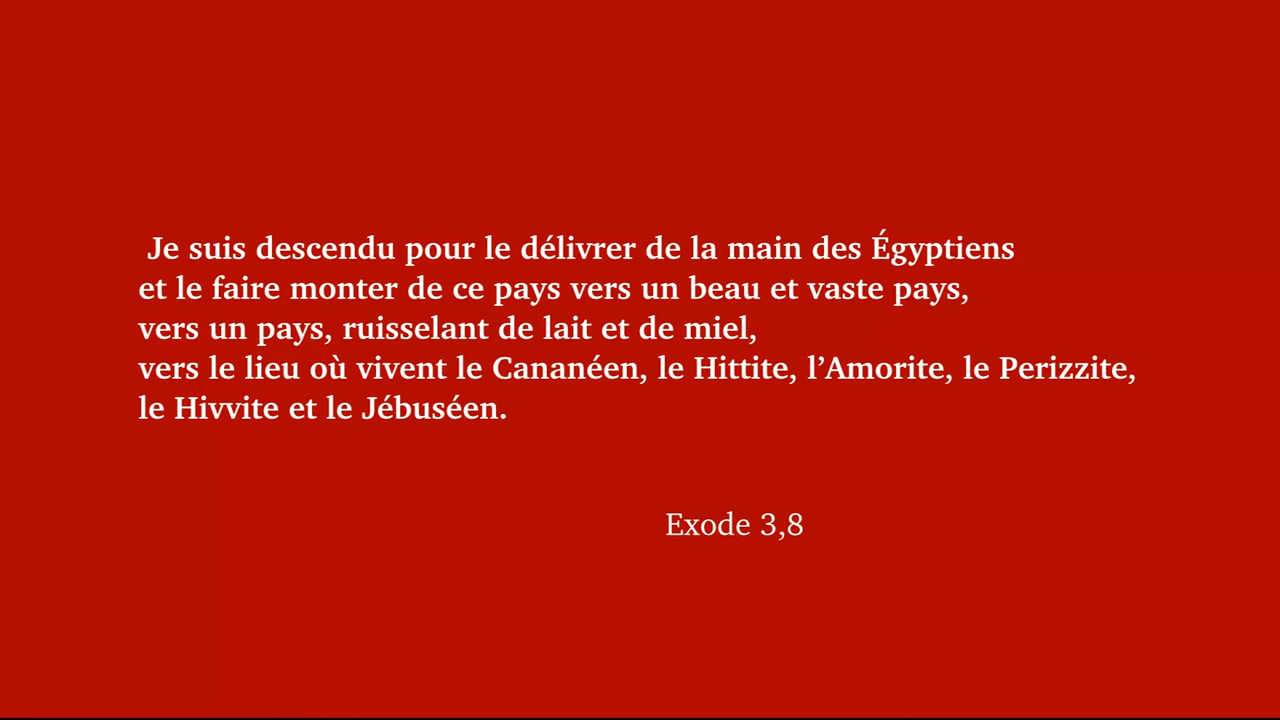 Je suis descendu pour le délivrer de la main des Égyptiens
et le faire monter de ce pays vers un beau et vaste pays,
vers un pays, ruisselant de lait et de miel,
vers le lieu où vivent le Cananéen, le Hittite, l’Amorite, le Perizzite,
le Hivvite et le Jébuséen.
Exode 3,8